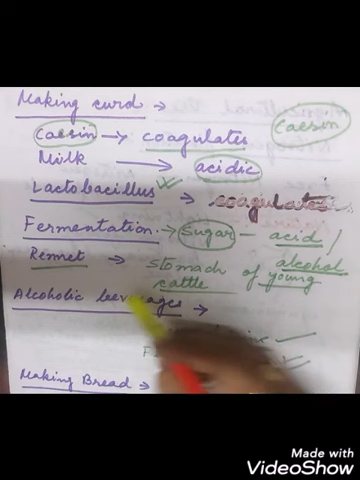 Making curd →
Caesin → coagulates
Caesin
Milk → acidic
Lactobacillus → coagulates
Fermentation → Sugar – acid /
alcohol
Rennet → stomach of young
cattle
Alcoholic beverages →
Making Bread →
Made with
VideoShow